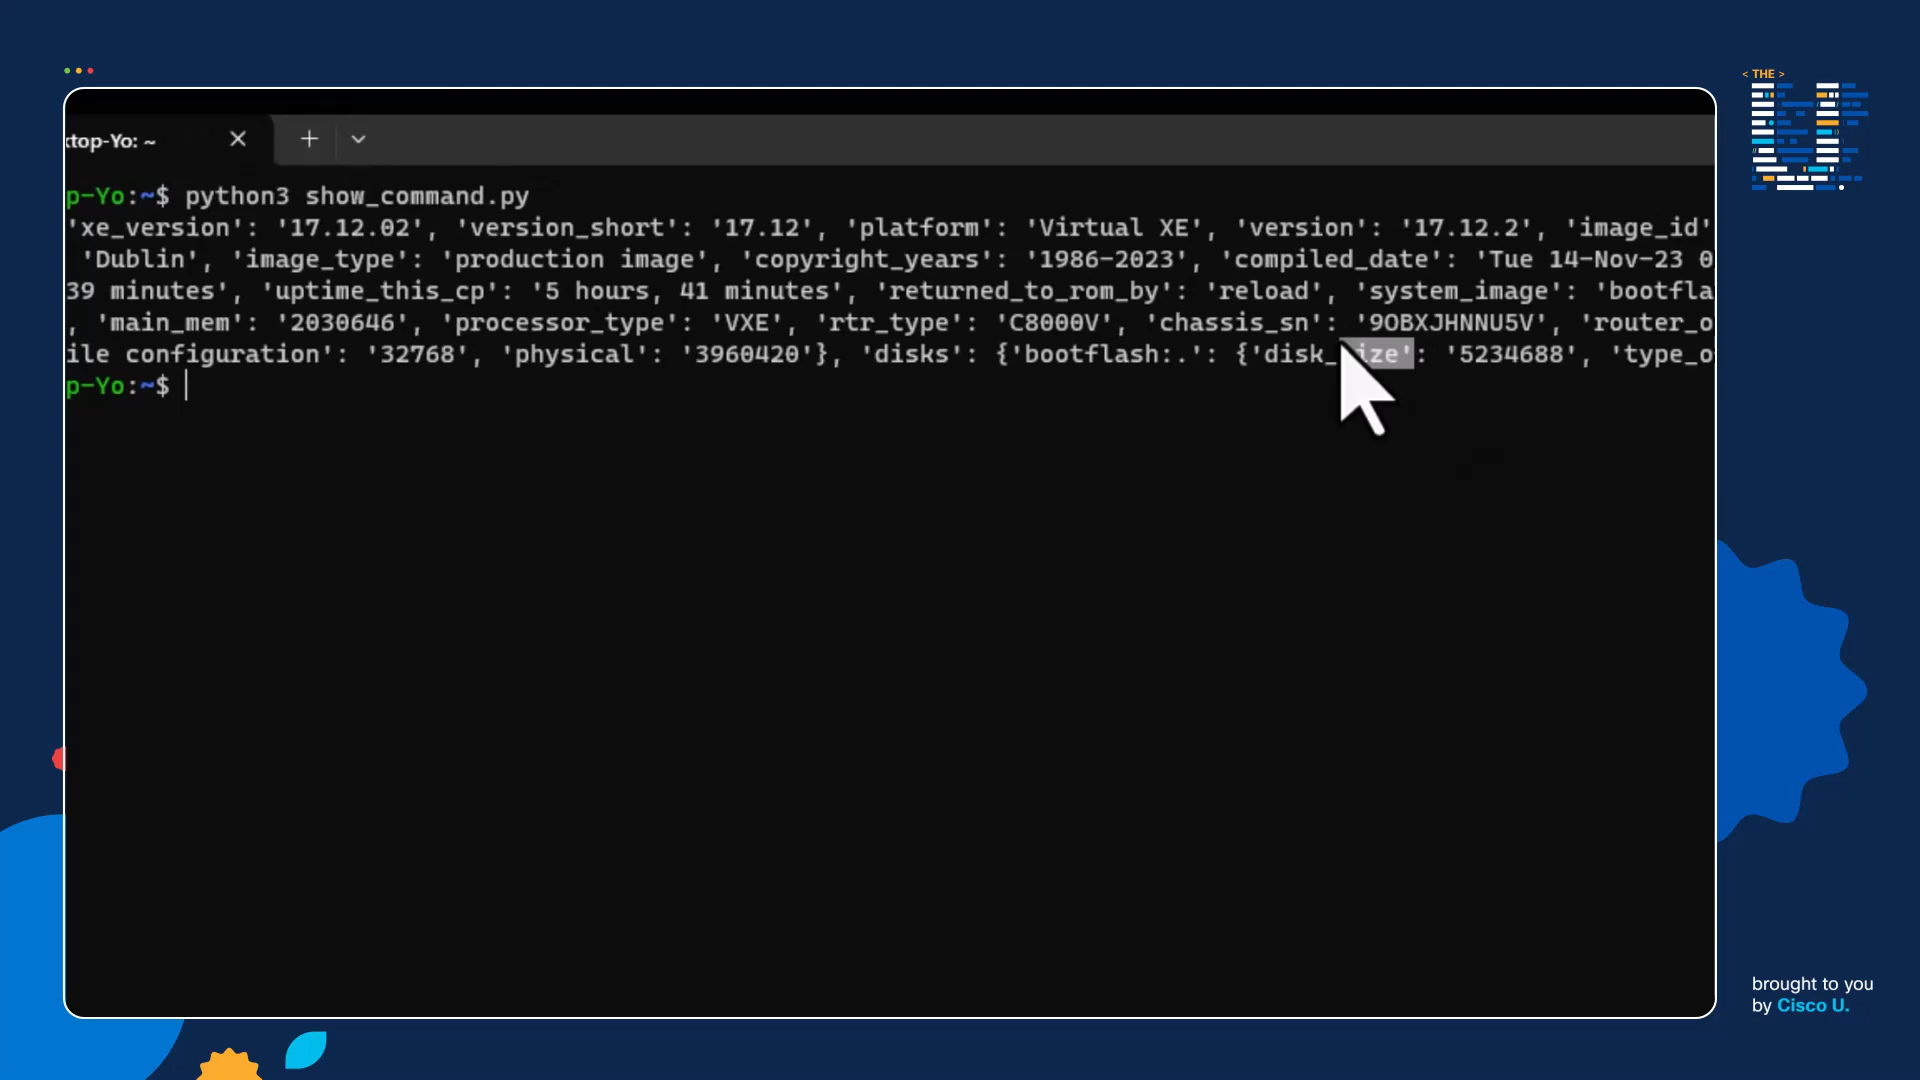 < THE >
top-Yo: ~
p-Yo:~$ python3 show_command.py
'xe_version': '17.12.02', 'version_short': '17.12', 'platform': 'Virtual XE', 'version': '17.12.2', 'image_id'
'Dublin', 'image_type': 'production image', 'copyright_years': '1986-2023', 'compiled_date': 'Tue 14-Nov-23 0
39 minutes', 'uptime_this_cp': '5 hours, 41 minutes', 'returned_to_rom_by': 'reload', 'system_image': 'bootfla
, 'main_mem': '2030646', 'processor_type': 'VXE', 'rtr_type': 'C8000V', 'chassis_sn': '9OBXJHNNU5V', 'router_o
ile configuration': '32768', 'physical': '3960420'}, 'disks': {'bootflash:.': {'disk_size': '5234688', 'type_o
p-Yo:~$
brought to you
by Cisco U.